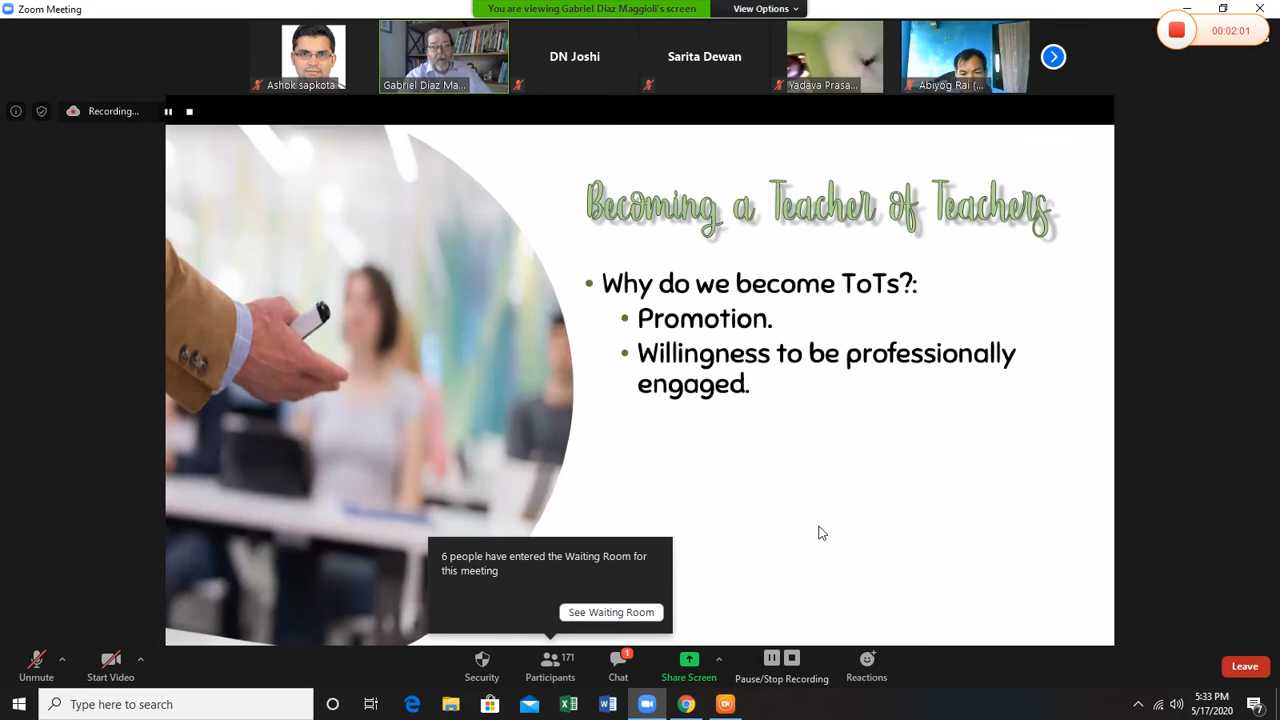 Zoom Meeting
You are viewing Gabriel Diaz Maggioli's screen
View Options
00:02:01
Ashok sapkota
Gabriel Diaz Ma...
DN Joshi
Sarita Dewan
Yadava Prasa...
Abiyog Rai (...
Recording...
Becoming a Teacher of Teachers
• Why do we become ToTs?:
• Promotion.
• Willingness to be professionally
engaged.
6 people have entered the Waiting Room for
this meeting
See Waiting Room
Unmute
Start Video
Security
171
Participants
1
Chat
Share Screen
Pause/Stop Recording
Reactions
Leave
Type here to search
5:33 PM
5/17/2020
7